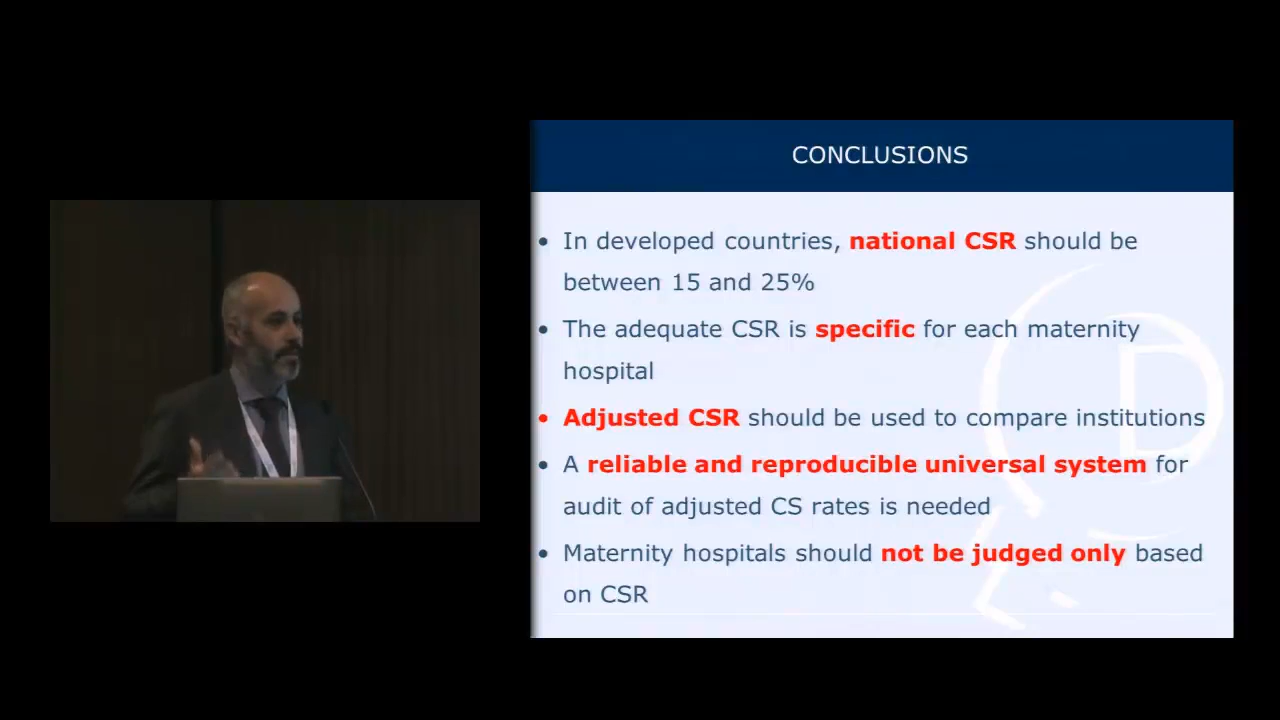 CONCLUSIONS
• In developed countries, national CSR should be
between 15 and 25%
• The adequate CSR is specific for each maternity
hospital
• Adjusted CSR should be used to compare institutions
• A reliable and reproducible universal system for
audit of adjusted CS rates is needed
• Maternity hospitals should not be judged only based
on CSR